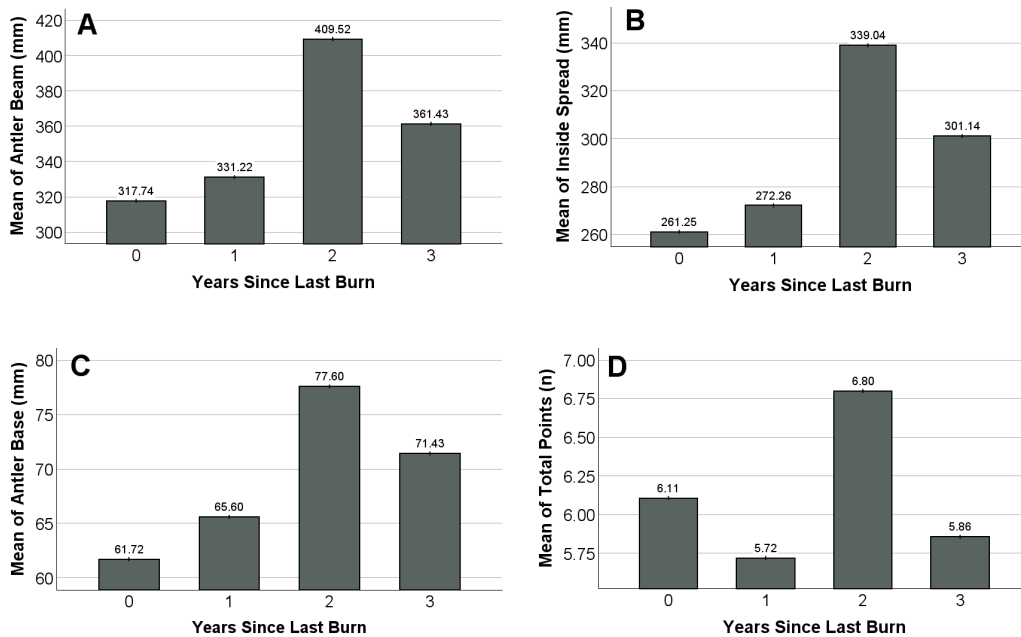 A
Mean of Antler Beam (mm)
420
400
380
360
340
320
300
317.74
331.22
409.52
361.43
0 1 2 3
Years Since Last Burn
B
Mean of Inside Spread (mm)
340
320
300
280
260
261.25
272.26
339.04
301.14
0 1 2 3
Years Since Last Burn
C
Mean of Antler Base (mm)
80
75
70
65
60
61.72
65.60
77.60
71.43
0 1 2 3
Years Since Last Burn
D
Mean of Total Points (n)
7.00
6.75
6.50
6.25
6.00
5.75
6.11
5.72
6.80
5.86
0 1 2 3
Years Since Last Burn